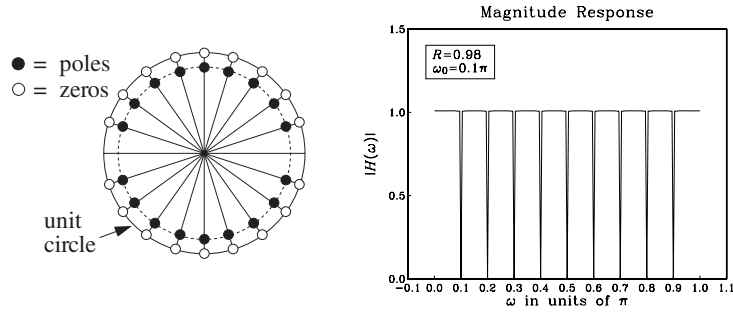 ● = poles
○ = zeros
unit
circle
Magnitude Response
R=0.98
ω₀=0.1π
|H(ω)|
1.5
1.0
0.5
0.0
-0.1 0.0 0.1 0.2 0.3 0.4 0.5 0.6 0.7 0.8 0.9 1.0 1.1
ω in units of π